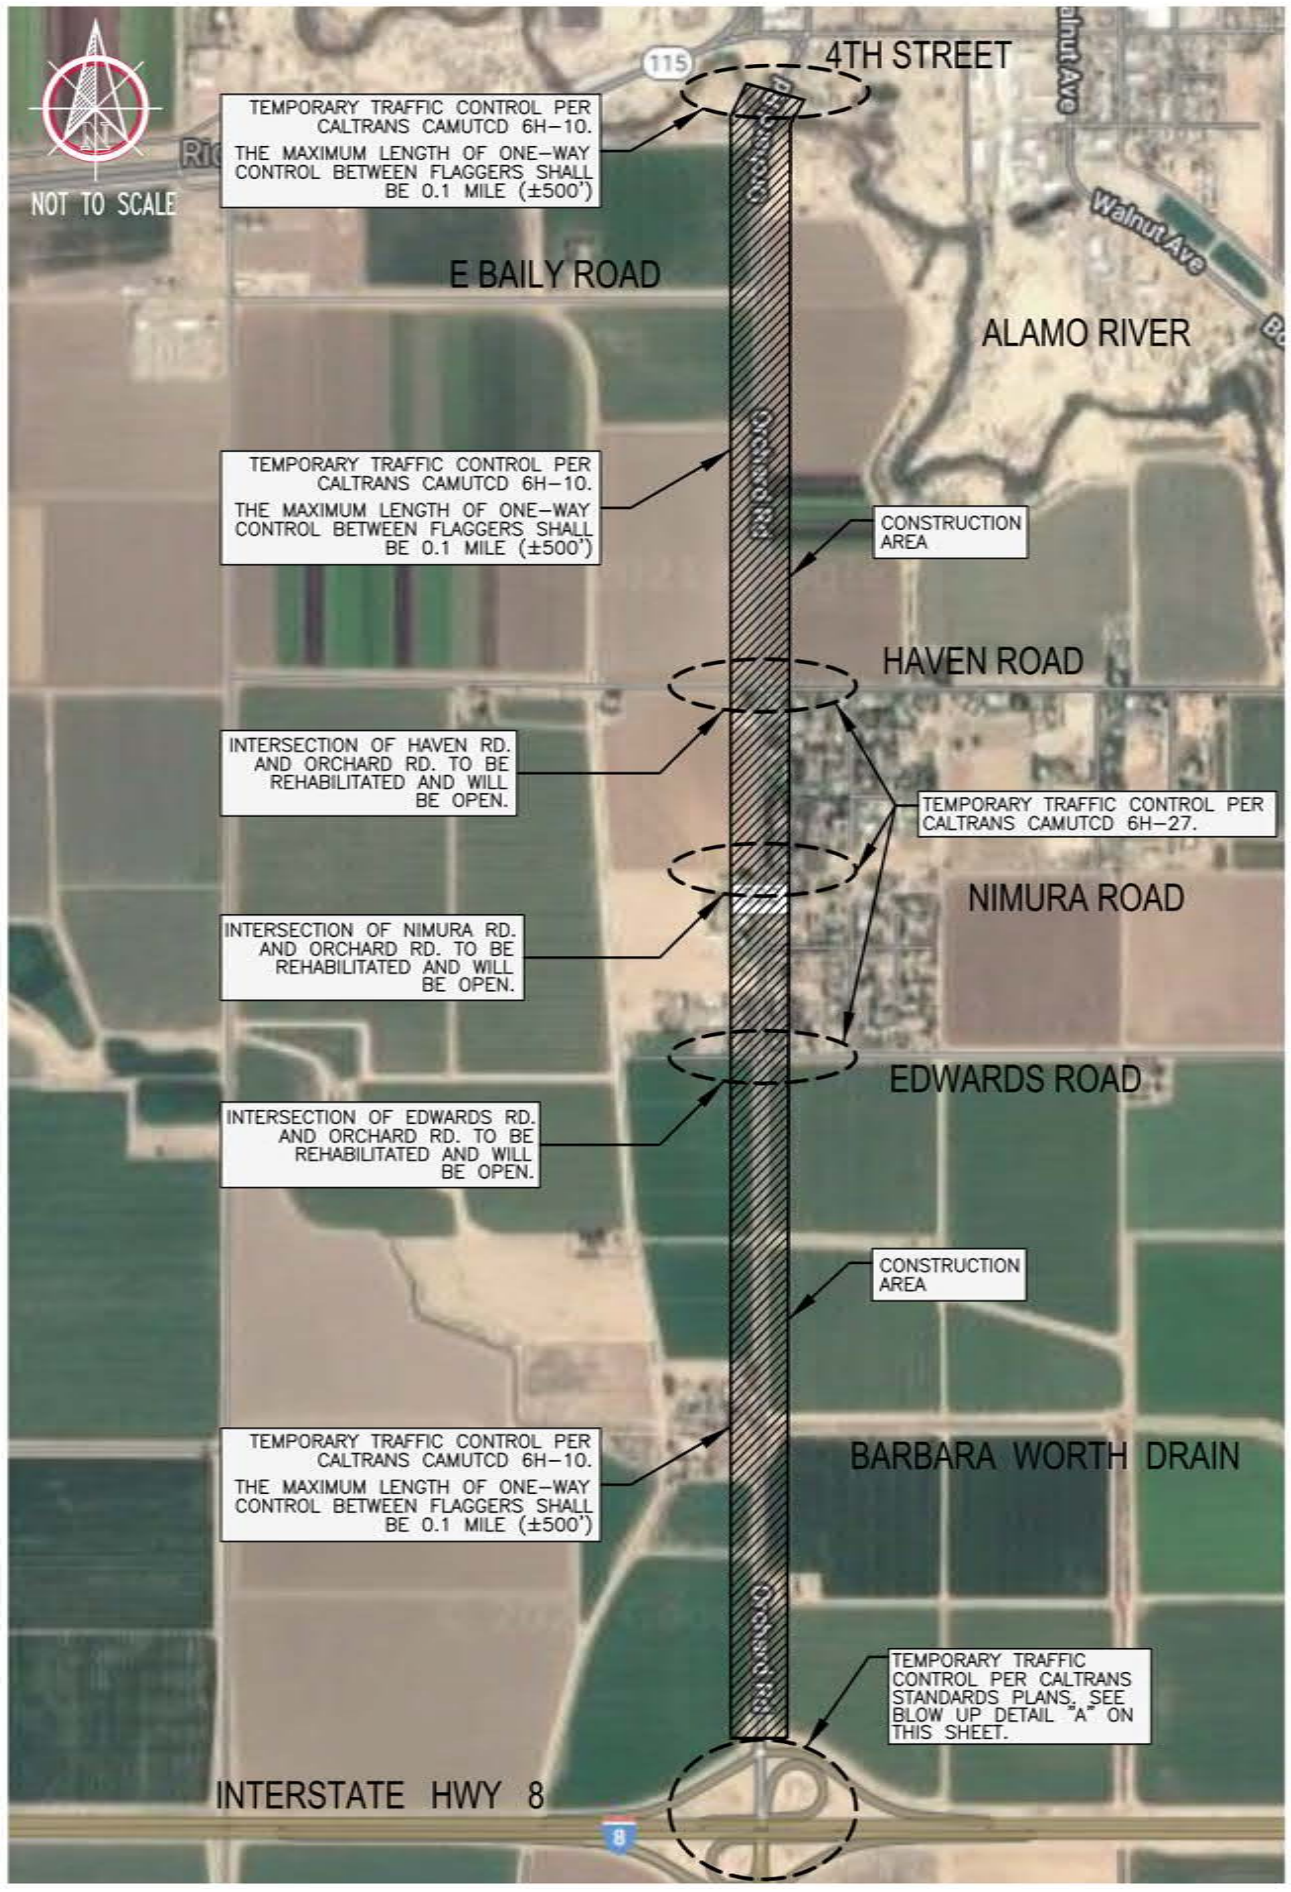 115
4TH STREET
Walnut Ave
TEMPORARY TRAFFIC CONTROL PER
CALTRANS CAMUTCD 6H-10.
THE MAXIMUM LENGTH OF ONE-WAY
CONTROL BETWEEN FLAGGERS SHALL
BE 0.1 MILE (±500')
N
NOT TO SCALE
Walnut Ave
E BAILY ROAD
ALAMO RIVER
Orchard Rd
TEMPORARY TRAFFIC CONTROL PER
CALTRANS CAMUTCD 6H-10.
THE MAXIMUM LENGTH OF ONE-WAY
CONTROL BETWEEN FLAGGERS SHALL
BE 0.1 MILE (±500')
CONSTRUCTION
AREA
HAVEN ROAD
INTERSECTION OF HAVEN RD.
AND ORCHARD RD. TO BE
REHABILITATED AND WILL
BE OPEN.
TEMPORARY TRAFFIC CONTROL PER
CALTRANS CAMUTCD 6H-27.
NIMURA ROAD
INTERSECTION OF NIMURA RD.
AND ORCHARD RD. TO BE
REHABILITATED AND WILL
BE OPEN.
EDWARDS ROAD
INTERSECTION OF EDWARDS RD.
AND ORCHARD RD. TO BE
REHABILITATED AND WILL
BE OPEN.
CONSTRUCTION
AREA
TEMPORARY TRAFFIC CONTROL PER
CALTRANS CAMUTCD 6H-10.
THE MAXIMUM LENGTH OF ONE-WAY
CONTROL BETWEEN FLAGGERS SHALL
BE 0.1 MILE (±500')
BARBARA WORTH DRAIN
Orchard Rd
TEMPORARY TRAFFIC
CONTROL PER CALTRANS
STANDARDS PLANS. SEE
BLOW UP DETAIL "A" ON
THIS SHEET.
INTERSTATE HWY 8
8